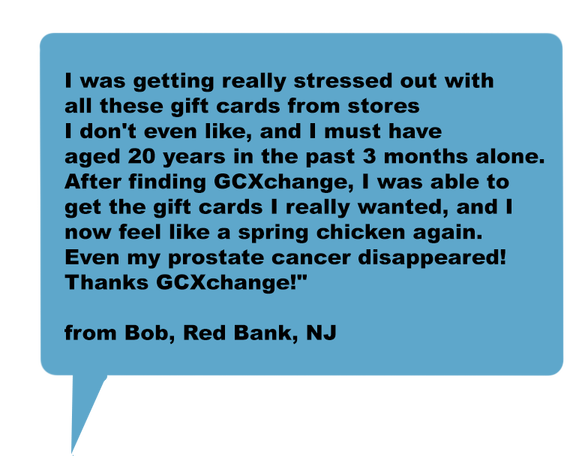 I was getting really stressed out with
all these gift cards from stores
I don't even like, and I must have
aged 20 years in the past 3 months alone.
After finding GCXchange, I was able to
get the gift cards I really wanted, and I
now feel like a spring chicken again.
Even my prostate cancer disappeared!
Thanks GCXchange!"
from Bob, Red Bank, NJ